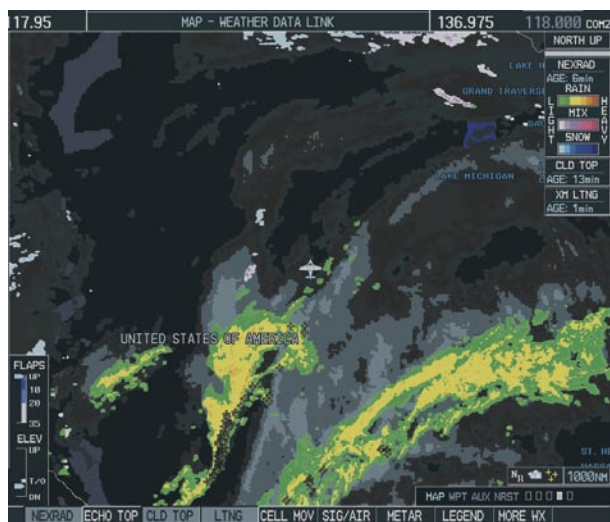 17.95 MAP - WEATHER DATA LINK 136.975 118.000 COM2
NORTH UP
NEXRAD
AGE: 6min
RAIN
LIGHT
HEAVY
MIX
SNOW
CLD TOP
AGE: 13min
XM LTNG
AGE: 1min
GRAND TRAVERSE
LAKE MICHIGAN
UNITED STATES OF AMERICA
FLAPS
UP
10
20
35
ELEV
UP
T/O
DN
1000NM
MAP WPT AUX NRST
NEXRAD ECHO TOP CLD TOP LTNG CELL MOV SIG/AIR METAR LEGEND MORE WX